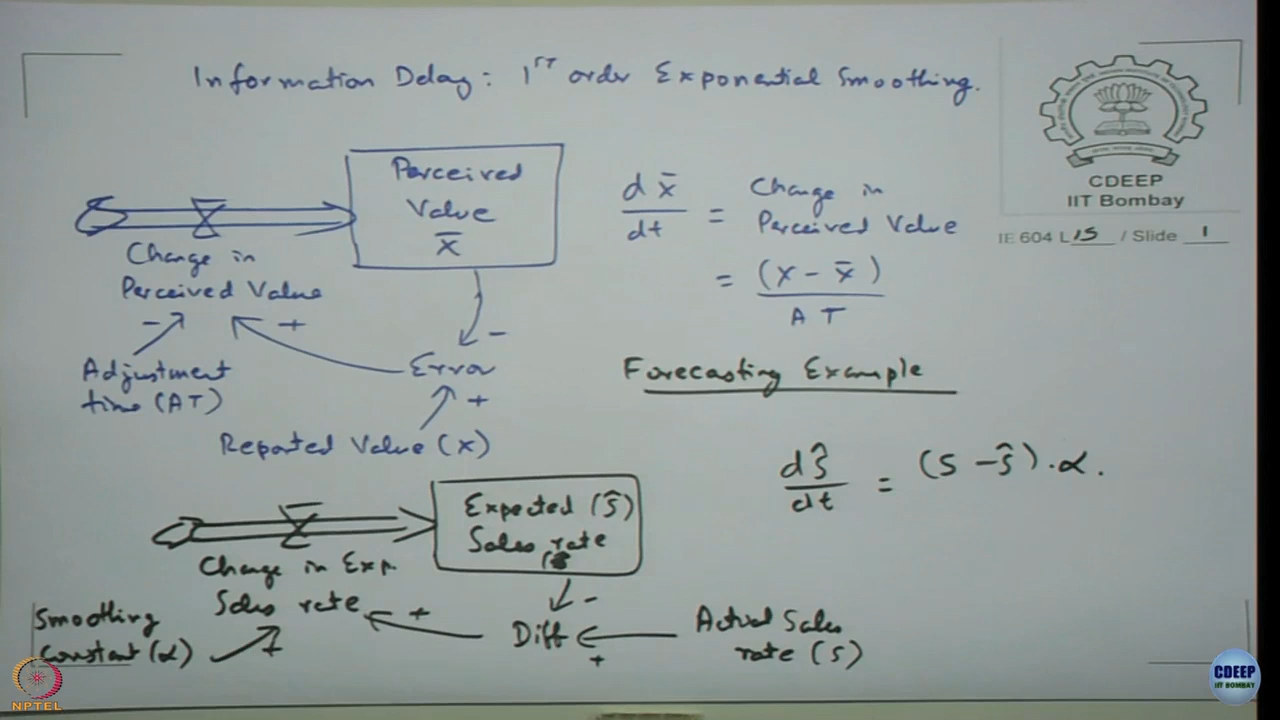 Information Delay: 1st order Exponential Smoothing.
CDEEP
IIT Bombay
IE 604 L 15 / Slide 1
Perceived
Value
x̄
Change in
Perceived Value
Adjustment
time (AT)
-
+
-
Error
+
Reported Value (x)
dx̄/dt = Change in
Perceived Value
= (x - x̄) / AT
Forecasting Example
dŜ/dt = (S - Ŝ) . α.
Expected (Ŝ)
Sales rate
Change in Exp
Sales rate
Smoothing
constant (α)
+
+
-
Diff
+
Actual Sales
rate (S)
NPTEL
CDEEP
IIT BOMBAY